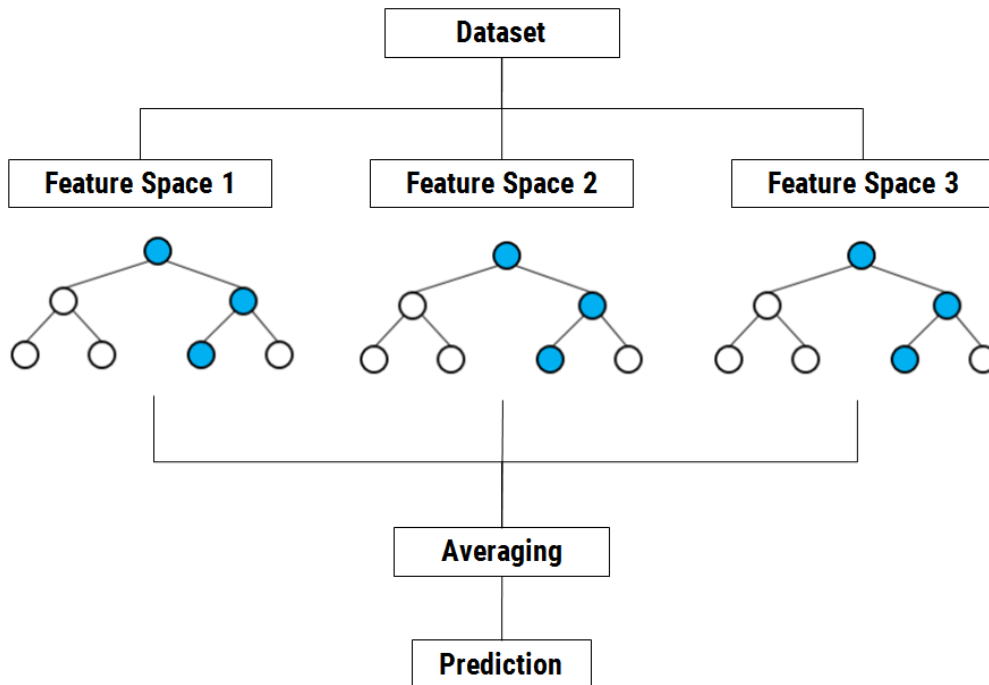 Dataset
Feature Space 1
Feature Space 2
Feature Space 3
Averaging
Prediction